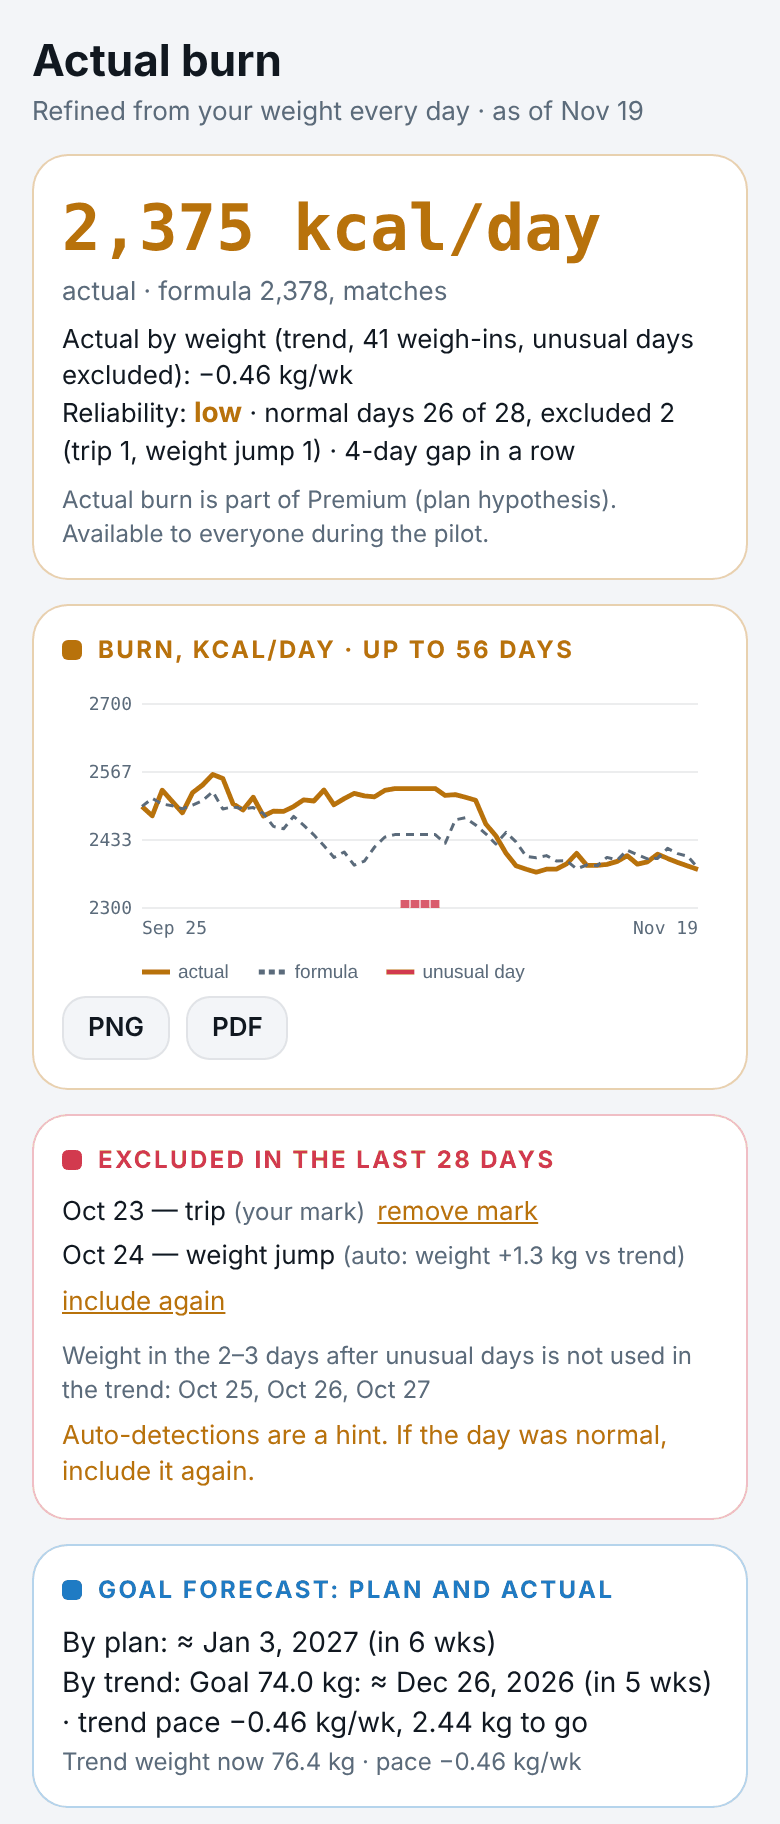 Actual burn
Refined from your weight every day · as of Nov 19
2,375 kcal/day
actual · formula 2,378, matches
Actual by weight (trend, 41 weigh-ins, unusual days
excluded): −0.46 kg/wk
Reliability: low · normal days 26 of 28, excluded 2
(trip 1, weight jump 1) · 4-day gap in a row
Actual burn is part of Premium (plan hypothesis).
Available to everyone during the pilot.
BURN, KCAL/DAY · UP TO 56 DAYS
2700
2567
2433
2300
Sep 25 Nov 19
actual formula unusual day
PNG PDF
EXCLUDED IN THE LAST 28 DAYS
Oct 23 — trip (your mark) remove mark
Oct 24 — weight jump (auto: weight +1.3 kg vs trend)
include again
Weight in the 2–3 days after unusual days is not used in
the trend: Oct 25, Oct 26, Oct 27
Auto-detections are a hint. If the day was normal,
include it again.
GOAL FORECAST: PLAN AND ACTUAL
By plan: ≈ Jan 3, 2027 (in 6 wks)
By trend: Goal 74.0 kg: ≈ Dec 26, 2026 (in 5 wks)
· trend pace −0.46 kg/wk, 2.44 kg to go
Trend weight now 76.4 kg · pace −0.46 kg/wk